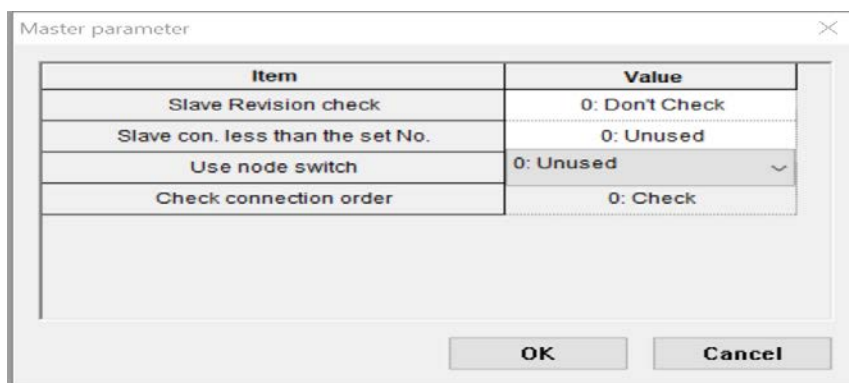 Master parameter
Item Value
Slave Revision check 0: Don't Check
Slave con. less than the set No. 0: Unused
Use node switch 0: Unused
Check connection order 0: Check
OK Cancel